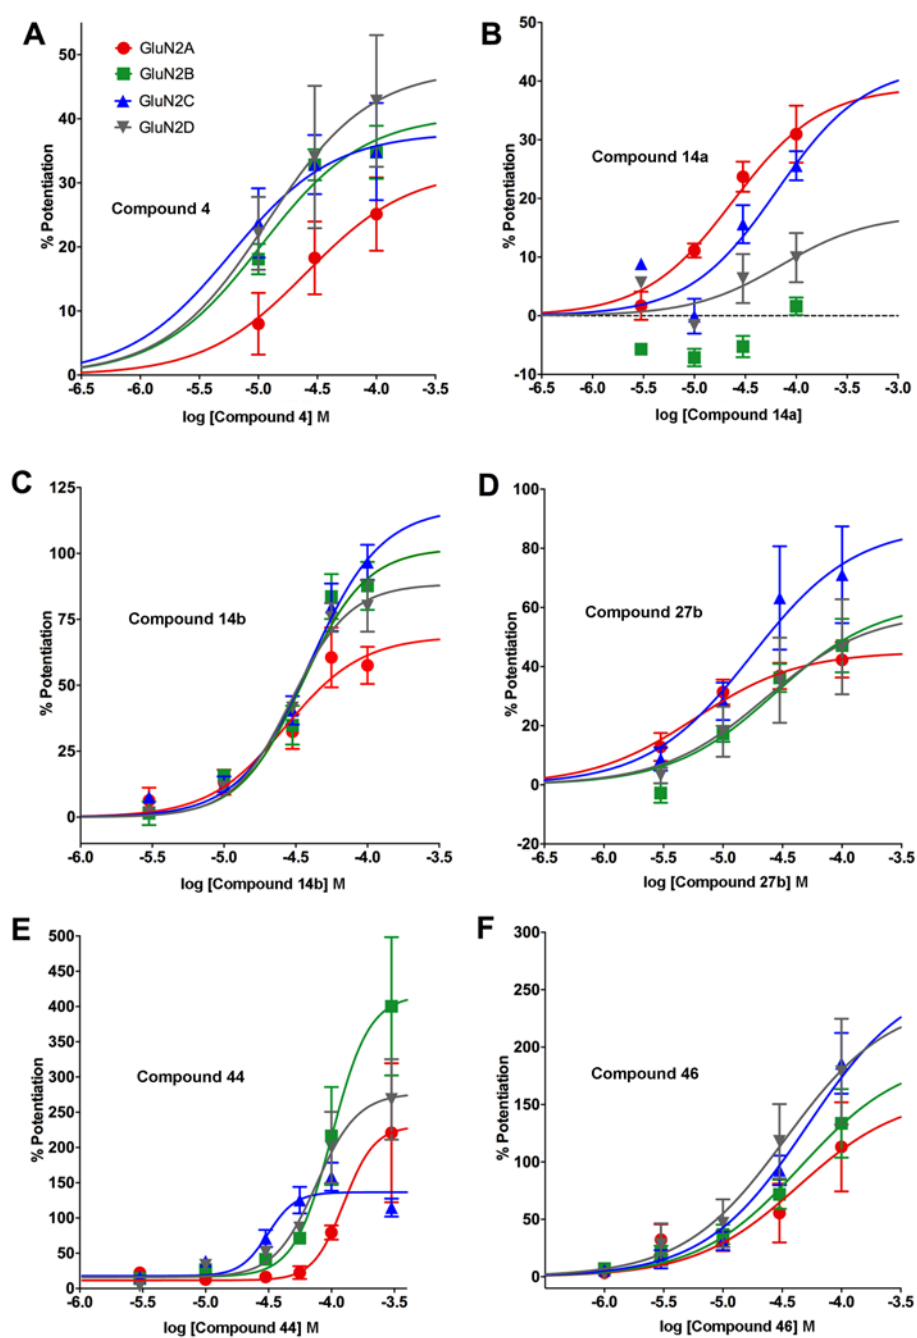 A
GluN2A
GluN2B
GluN2C
GluN2D
Compound 4
% Potentiation
50
40
30
20
10
0
-6.5 -6.0 -5.5 -5.0 -4.5 -4.0 -3.5
log [Compound 4] M
B
Compound 14a
% Potentiation
50
40
30
20
10
0
-10
-6.5 -6.0 -5.5 -5.0 -4.5 -4.0 -3.5 -3.0
log [Compound 14a]
C
Compound 14b
% Potentiation
125
100
75
50
25
0
-6.0 -5.5 -5.0 -4.5 -4.0 -3.5
log [Compound 14b] M
D
Compound 27b
% Potentiation
100
80
60
40
20
0
-20
-6.5 -6.0 -5.5 -5.0 -4.5 -4.0 -3.5
log [Compound 27b] M
E
Compound 44
% Potentiation
500
450
400
350
300
250
200
150
100
50
0
-6.0 -5.5 -5.0 -4.5 -4.0 -3.5
log [Compound 44] M
F
Compound 46
% Potentiation
300
250
200
150
100
50
0
-6.0 -5.5 -5.0 -4.5 -4.0 -3.5
log [Compound 46] M